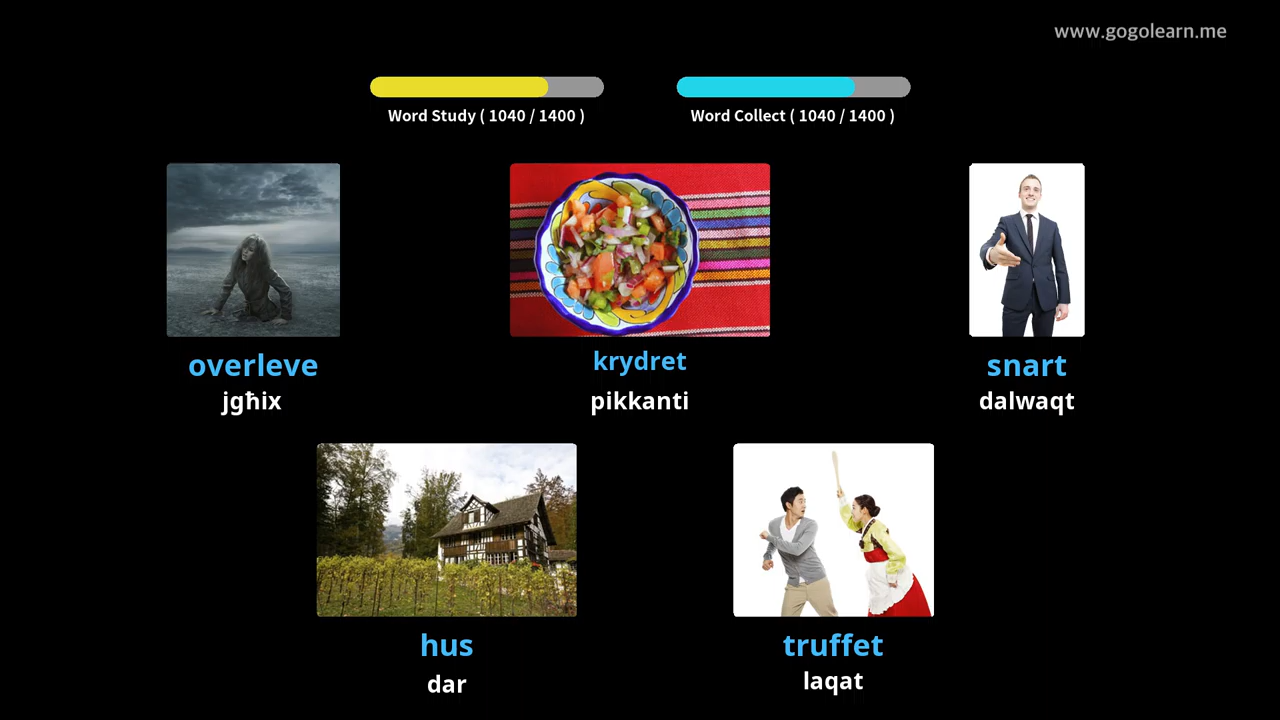 www.gogolearn.me
Word Study ( 1040 / 1400 )
Word Collect ( 1040 / 1400 )
overleve
jgħix
krydret
pikkanti
snart
dalwaqt
hus
dar
truffet
laqat